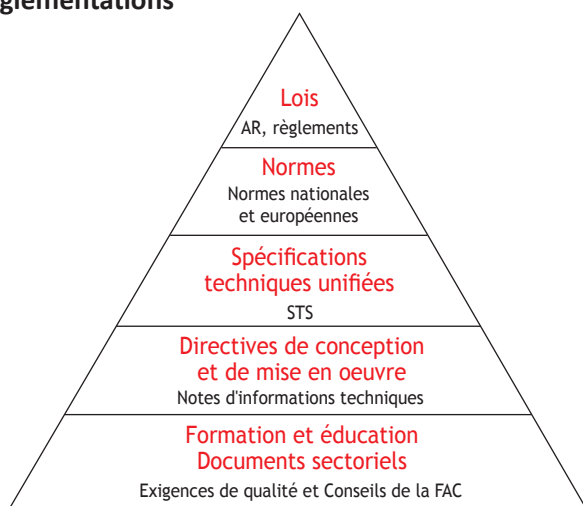 glementations
Lois
AR, règlements
Normes
Normes nationales
et européennes
Spécifications
techniques unifiées
STS
Directives de conception
et de mise en oeuvre
Notes d'informations techniques
Formation et éducation
Documents sectoriels
Exigences de qualité et Conseils de la FAC